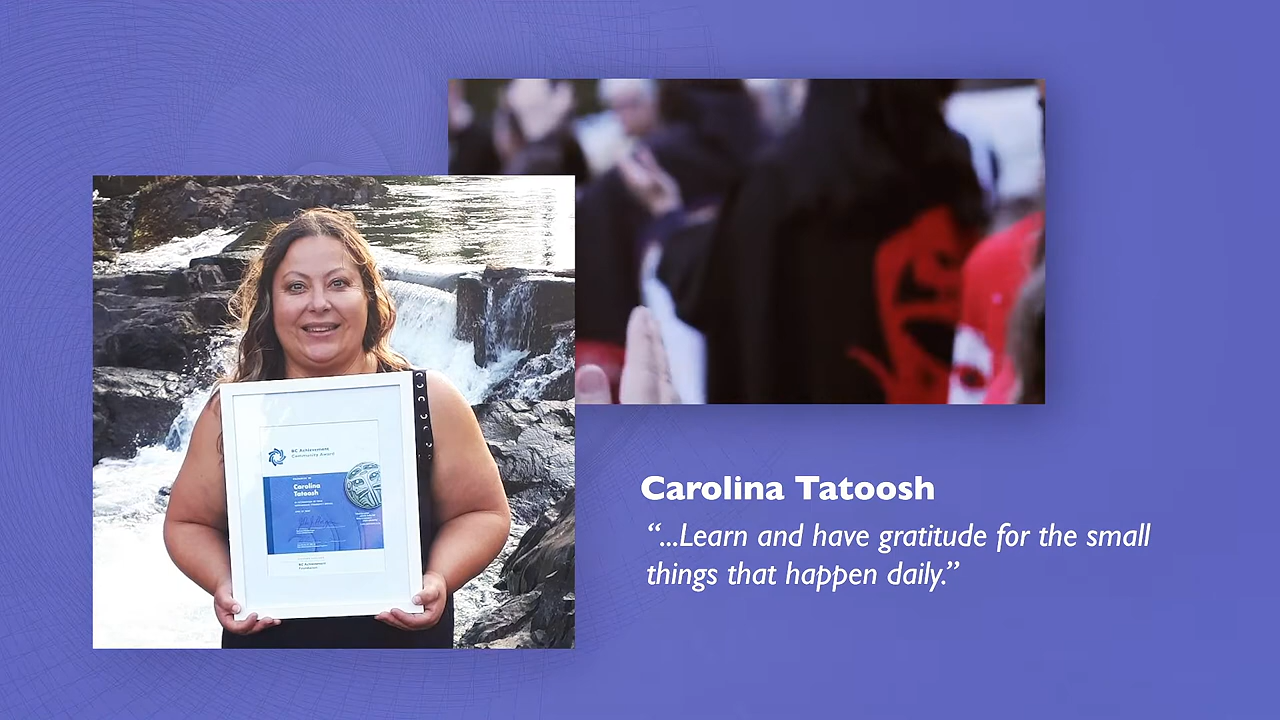 BC Achievement
Community Award
Carolina
Tatoosh
BC Achievement
Foundation
Carolina Tatoosh
“...Learn and have gratitude for the small
things that happen daily.”